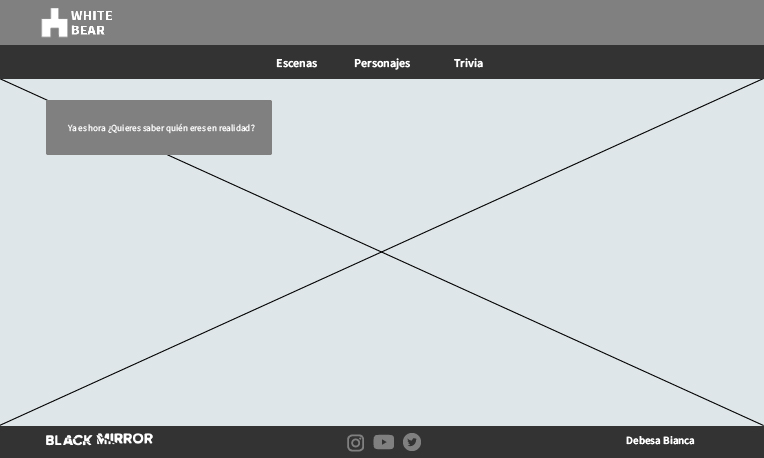 WHITE
BEAR
Escenas Personajes Trivia
Ya es hora ¿Quieres saber quién eres en realidad?
BLACK MIRROR
Debesa Bianca